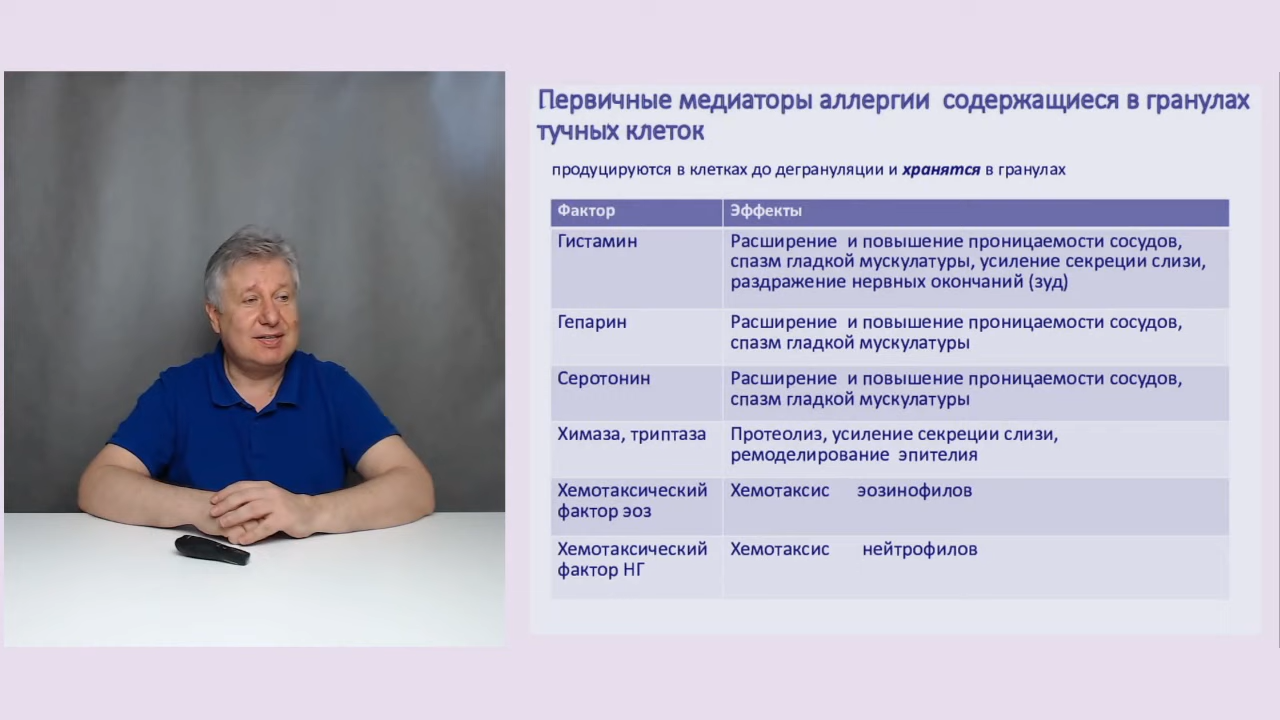 Первичные медиаторы аллергии содержащиеся в гранулах
тучных клеток
продуцируются в клетках до дегрануляции и хранятся в гранулах
Фактор Эффекты
Гистамин Расширение и повышение проницаемости сосудов,
спазм гладкой мускулатуры, усиление секреции слизи,
раздражение нервных окончаний (зуд)
Гепарин Расширение и повышение проницаемости сосудов,
спазм гладкой мускулатуры
Серотонин Расширение и повышение проницаемости сосудов,
спазм гладкой мускулатуры
Химаза, триптаза Протеолиз, усиление секреции слизи,
ремоделирование эпителия
Хемотаксический Хемотаксис эозинофилов
фактор эоз
Хемотаксический Хемотаксис нейтрофилов
фактор НГ